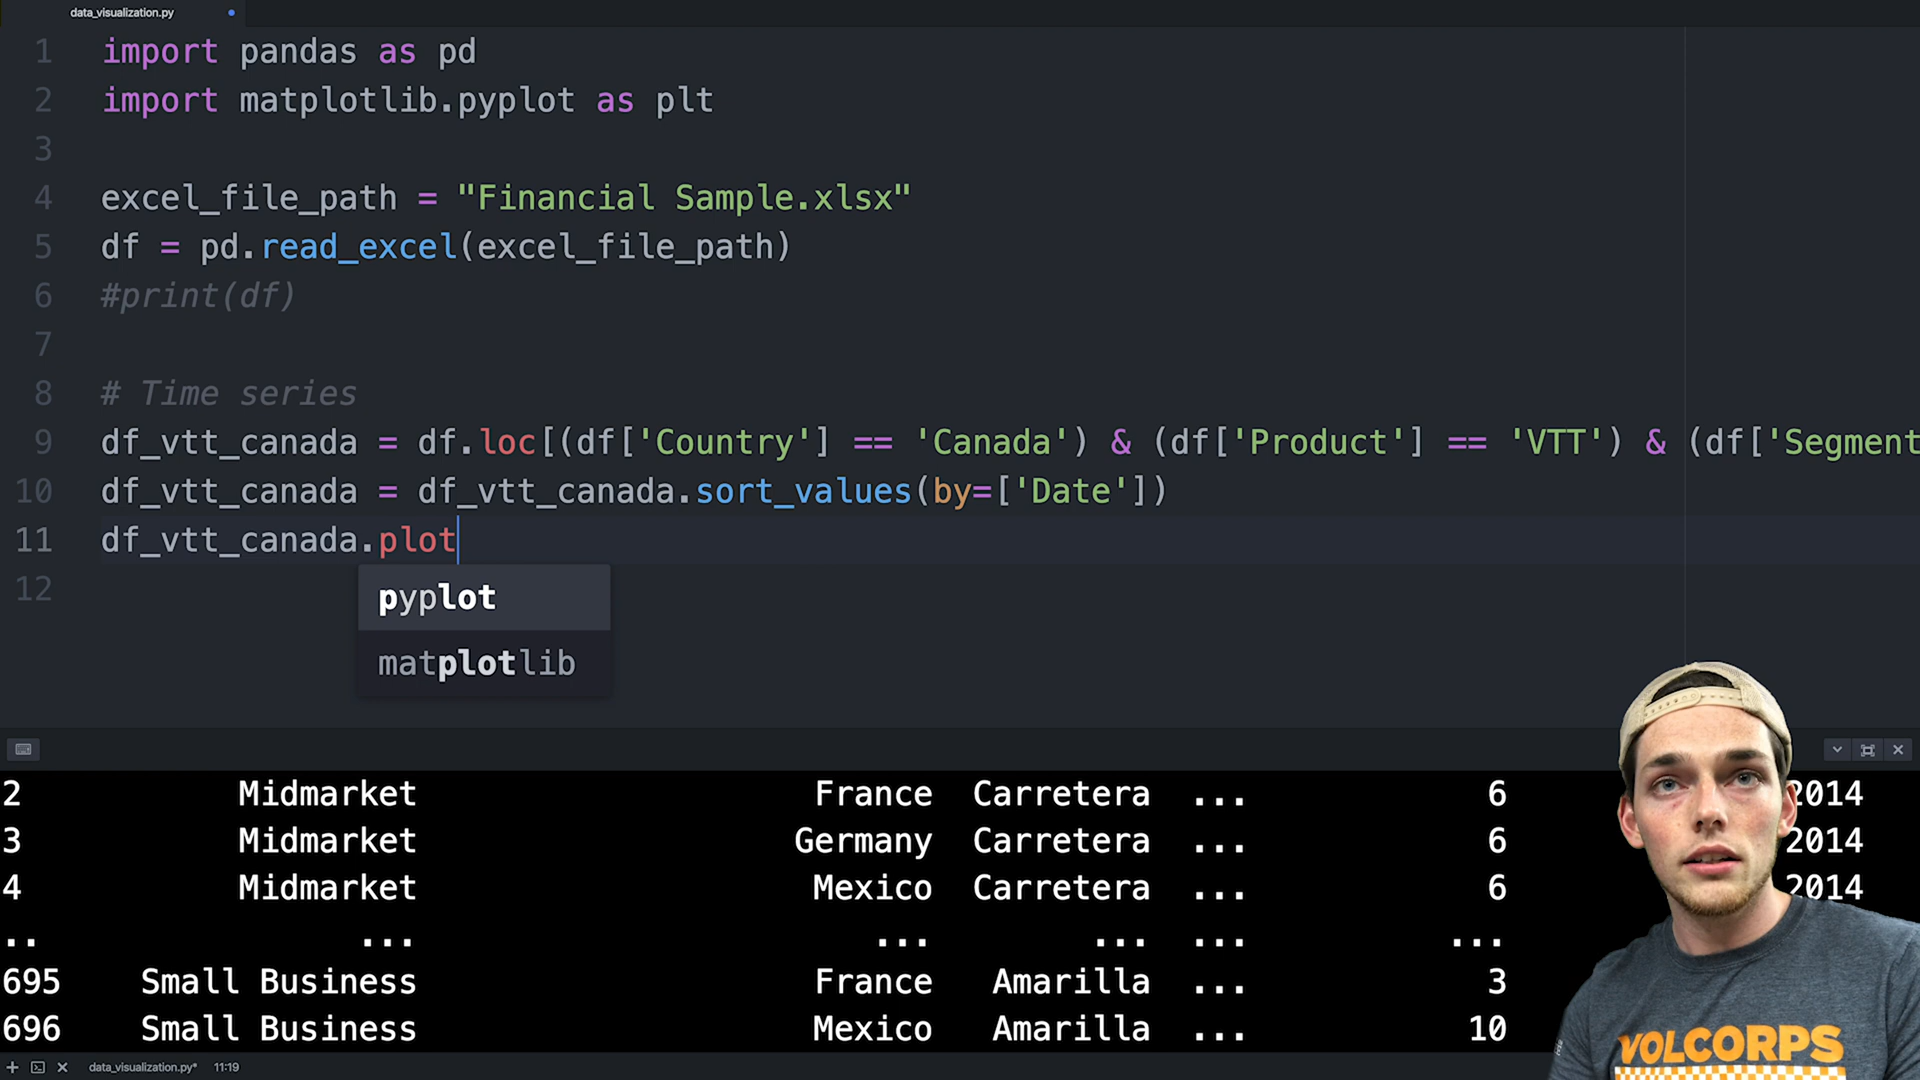 data_visualization.py
1 import pandas as pd
2 import matplotlib.pyplot as plt
3
4 excel_file_path = "Financial Sample.xlsx"
5 df = pd.read_excel(excel_file_path)
6 #print(df)
7
8 # Time series
9 df_vtt_canada = df.loc[(df['Country'] == 'Canada') & (df['Product'] == 'VTT') & (df['Segment
10 df_vtt_canada = df_vtt_canada.sort_values(by=['Date'])
11 df_vtt_canada.plot
12
pyplot
matplotlib
2 Midmarket France Carretera ... 6 2014
3 Midmarket Germany Carretera ... 6 2014
4 Midmarket Mexico Carretera ... 6 2014
.. ... ... ... ... ...
695 Small Business France Amarilla ... 3
696 Small Business Mexico Amarilla ... 10
VOLCORPS
data_visualization.py* 11:19